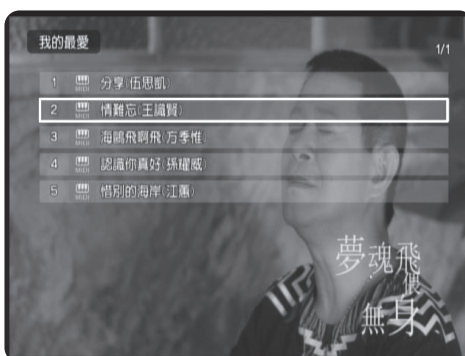 我的最愛
1/1
1 MIDI 分享(伍思凱)
2 MIDI 情難忘(王識賢)
3 MIDI 海鷗飛啊飛(方季惟)
4 MIDI 認識你真好(孫耀威)
5 MIDI 惜別的海岸(江蕙)
夢魂飛
偶
無身